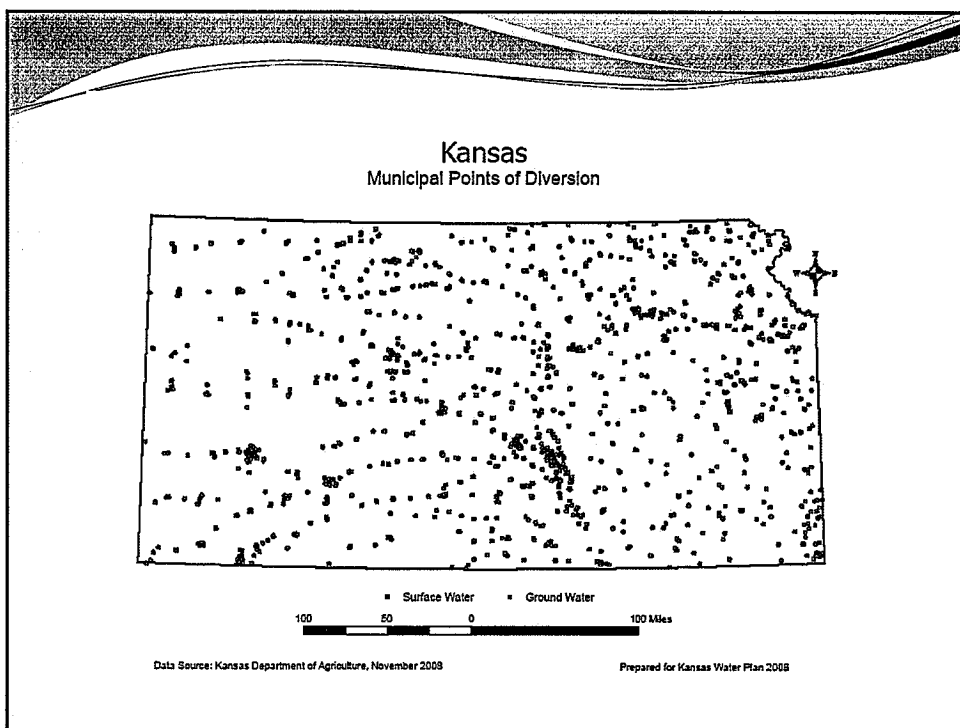 Kansas
Municipal Points of Diversion
N
W E
S
Surface Water Ground Water
100 50 0 100 Miles
Data Source: Kansas Department of Agriculture, November 2008 Prepared for Kansas Water Plan 2008